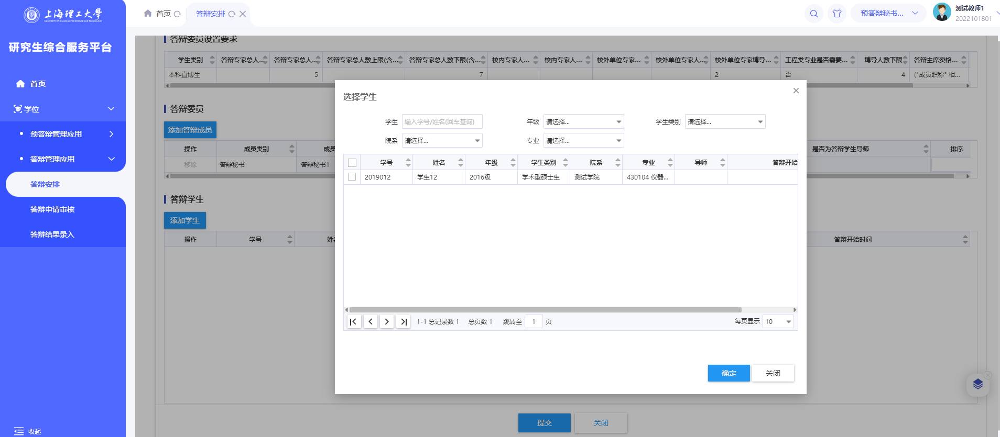 上海理工大学
UNIVERSITY OF SHANGHAI FOR SCIENCE AND TECHNOLOGY
研究生综合服务平台
首页
学位
预答辩管理应用
答辩管理应用
答辩安排
答辩申请审核
答辩结果录入
收起
首页 答辩安排
预答辩秘书... 测试教师1
2022101801
答辩委员设置要求
学生类别 答辩专家总人... 答辩专家总人... 答辩专家总人数上限(含... 答辩专家总人数下限(含... 校内专家人... 校内专家人... 校外单位专家... 校外单位专家人... 校外单位专家博导... 工程类专业是否需要... 博导人数下限 答辩主席资格...
本科直博生 5 7 2 否 4 ("成员职称" 相...
答辩委员
添加答辩成员
操作 成员类别 成员 是否为答辩学生导师 排序
移除 答辩秘书 答辩秘书1
答辩学生
添加学生
操作 学号 姓名 答辩开始时间
选择学生
学生 输入学号/姓名(回车查询) 年级 请选择... 学生类别 请选择...
院系 请选择... 专业 请选择...
学号 姓名 年级 学生类别 院系 专业 导师 答辩开始
2019012 学生12 2016级 学术型硕士生 测试学院 430104 仪器...
1-1 总记录数 1 总页数 1 跳转至 1 页 每页显示 10
确定 关闭
提交 关闭